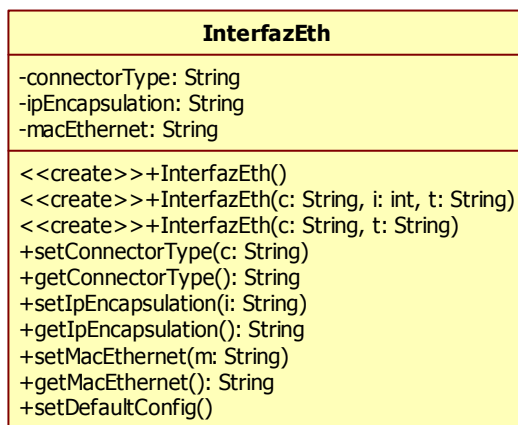 InterfazEth
-connectorType: String
-ipEncapsulation: String
-macEthernet: String
<<create>>+InterfazEth()
<<create>>+InterfazEth(c: String, i: int, t: String)
<<create>>+InterfazEth(c: String, t: String)
+setConnectorType(c: String)
+getConnectorType(): String
+setIpEncapsulation(i: String)
+getIpEncapsulation(): String
+setMacEthernet(m: String)
+getMacEthernet(): String
+setDefaultConfig()